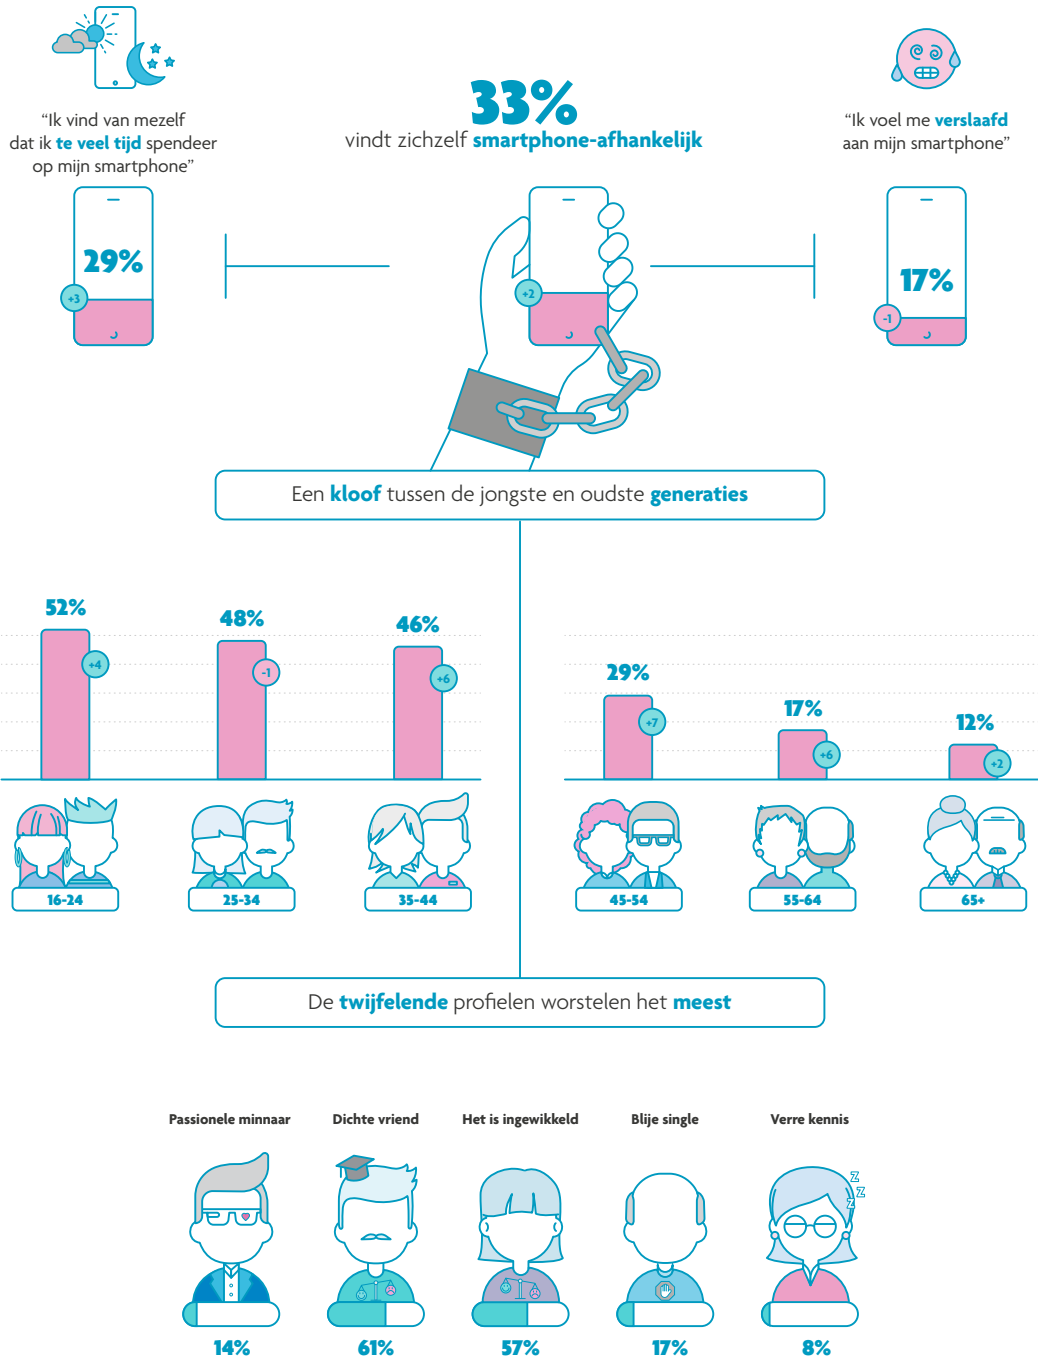 “Ik vind van mezelf
dat ik te veel tijd spendeer
op mijn smartphone”
29%
+3
33%
vindt zichzelf smartphone-afhankelijk
+2
“Ik voel me verslaafd
aan mijn smartphone”
17%
-1
Een kloof tussen de jongste en oudste generaties
52%
+4
48%
-1
46%
+6
29%
+7
17%
+6
12%
+2
16-24
25-34
35-44
45-54
55-64
65+
De twijfelende profielen worstelen het meest
Passionele minnaar
Dichte vriend
Het is ingewikkeld
Blije single
Verre kennis
Z
Z
Z
14%
61%
57%
17%
8%